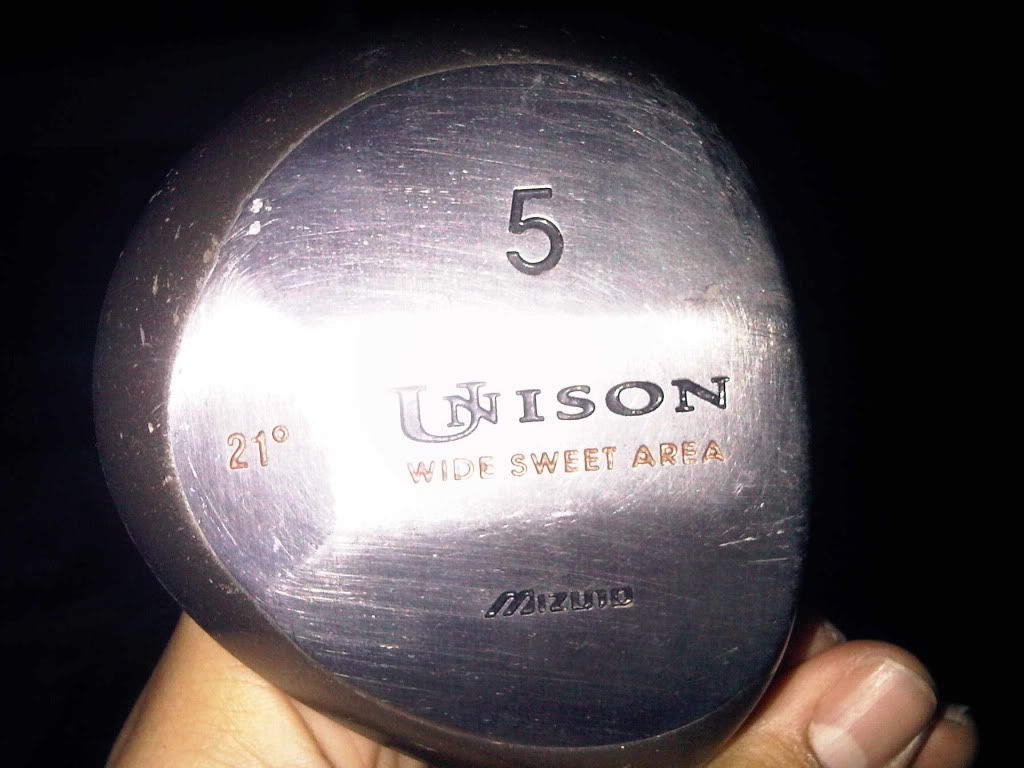 5
UNISON
21°
WIDE SWEET AREA
MIZUNO